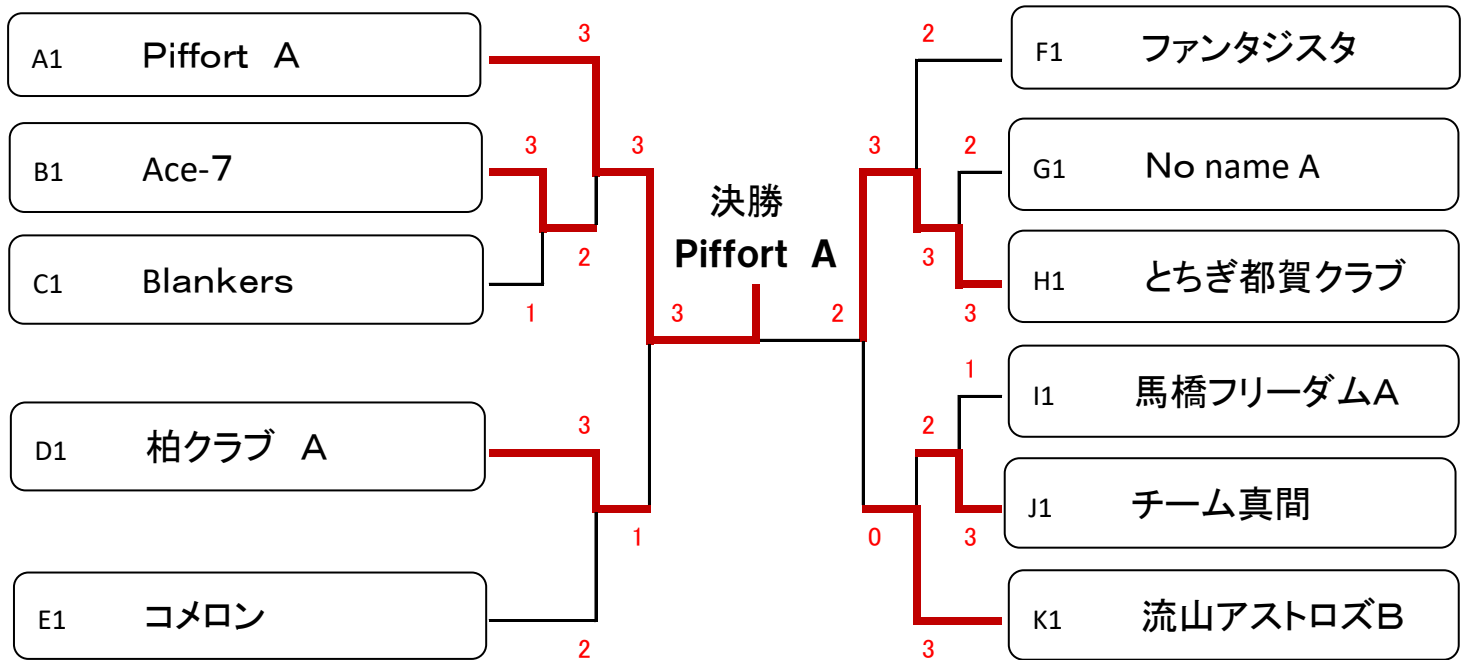 A1 Piffort A
3
B1 Ace-7
3
3
C1 Blankers
2
1
D1 柏クラブ A
3
1
E1 コメロン
2
決勝
Piffort A
3
2
2
F1 ファンタジスタ
3
2
G1 No name A
3
H1 とちぎ都賀クラブ
3
1
I1 馬橋フリーダムA
2
J1 チーム真間
0
3
K1 流山アストロズB
3